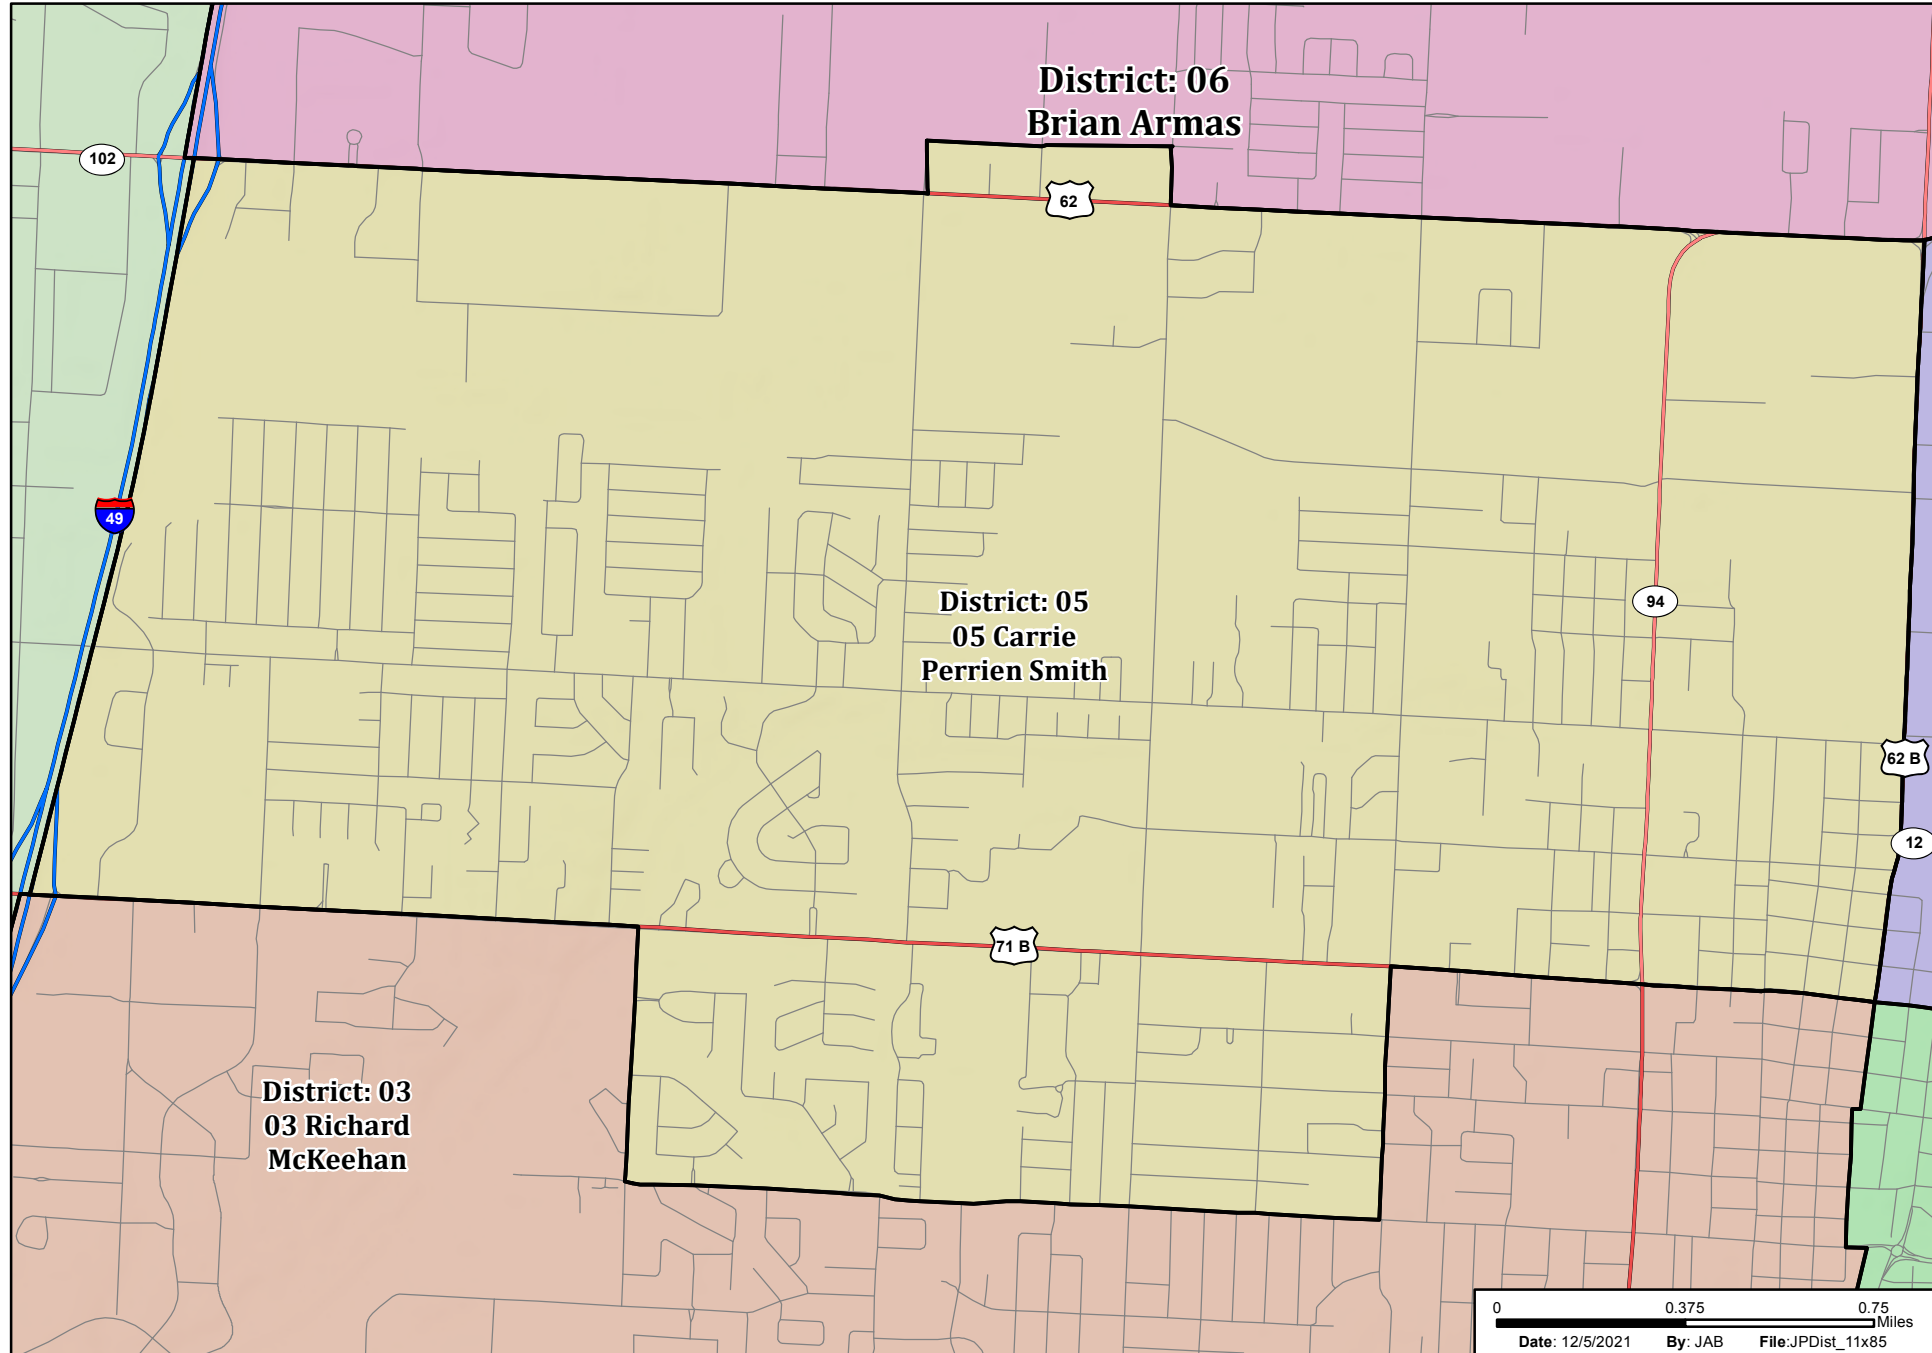 District: 06
Brian Armas
102
62
49
District: 05
05 Carrie
Perrien Smith
94
62 B
12
71 B
District: 03
03 Richard
McKeehan
0 0.375 0.75
Miles
Date: 12/5/2021 By: JAB File:JPDist_11x85